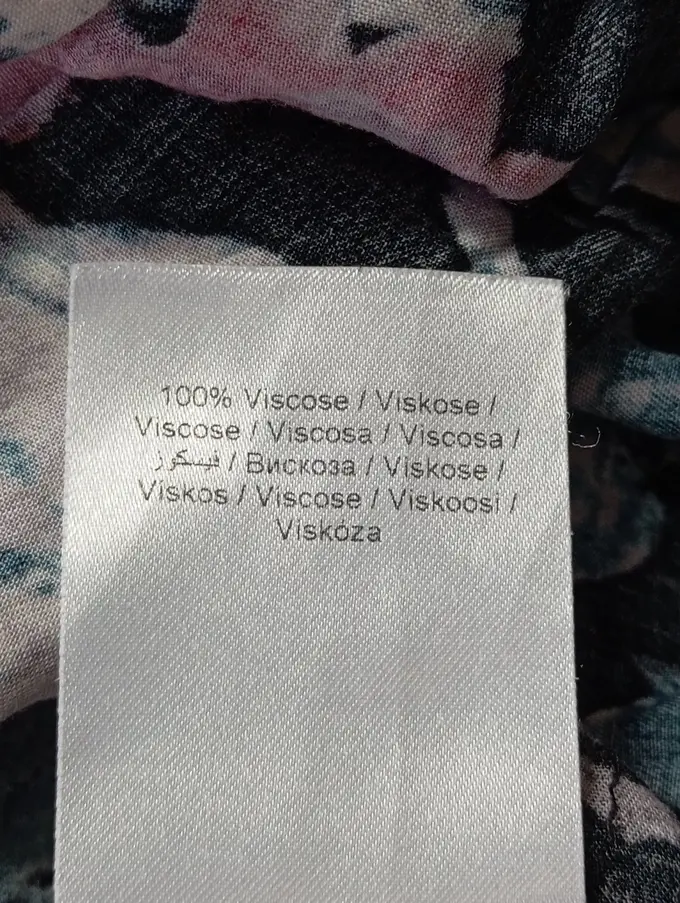 100% Viscose / Viskose /
Viscose / Viscosa / Viscosa /
فيسكوز / Вискоза / Viskose /
Viskos / Viscose / Viskoosi /
Viskóza